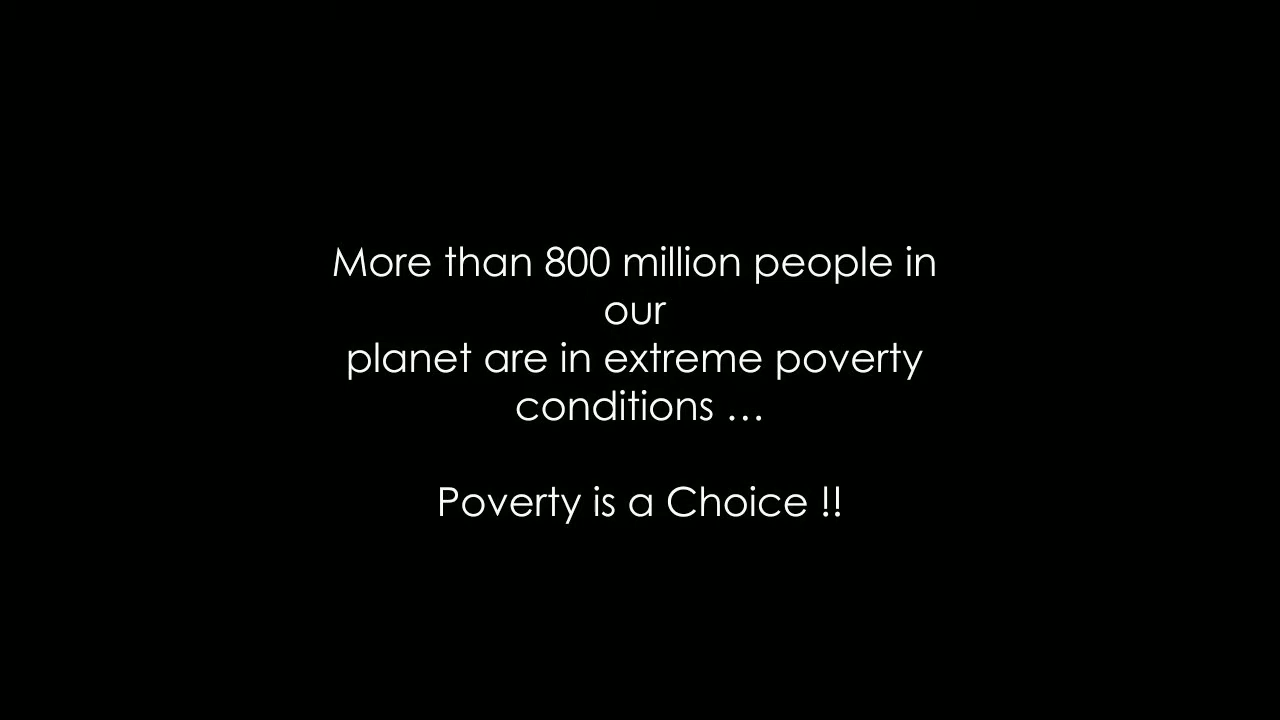 More than 800 million people in
our
planet are in extreme poverty
conditions …
Poverty is a Choice !!